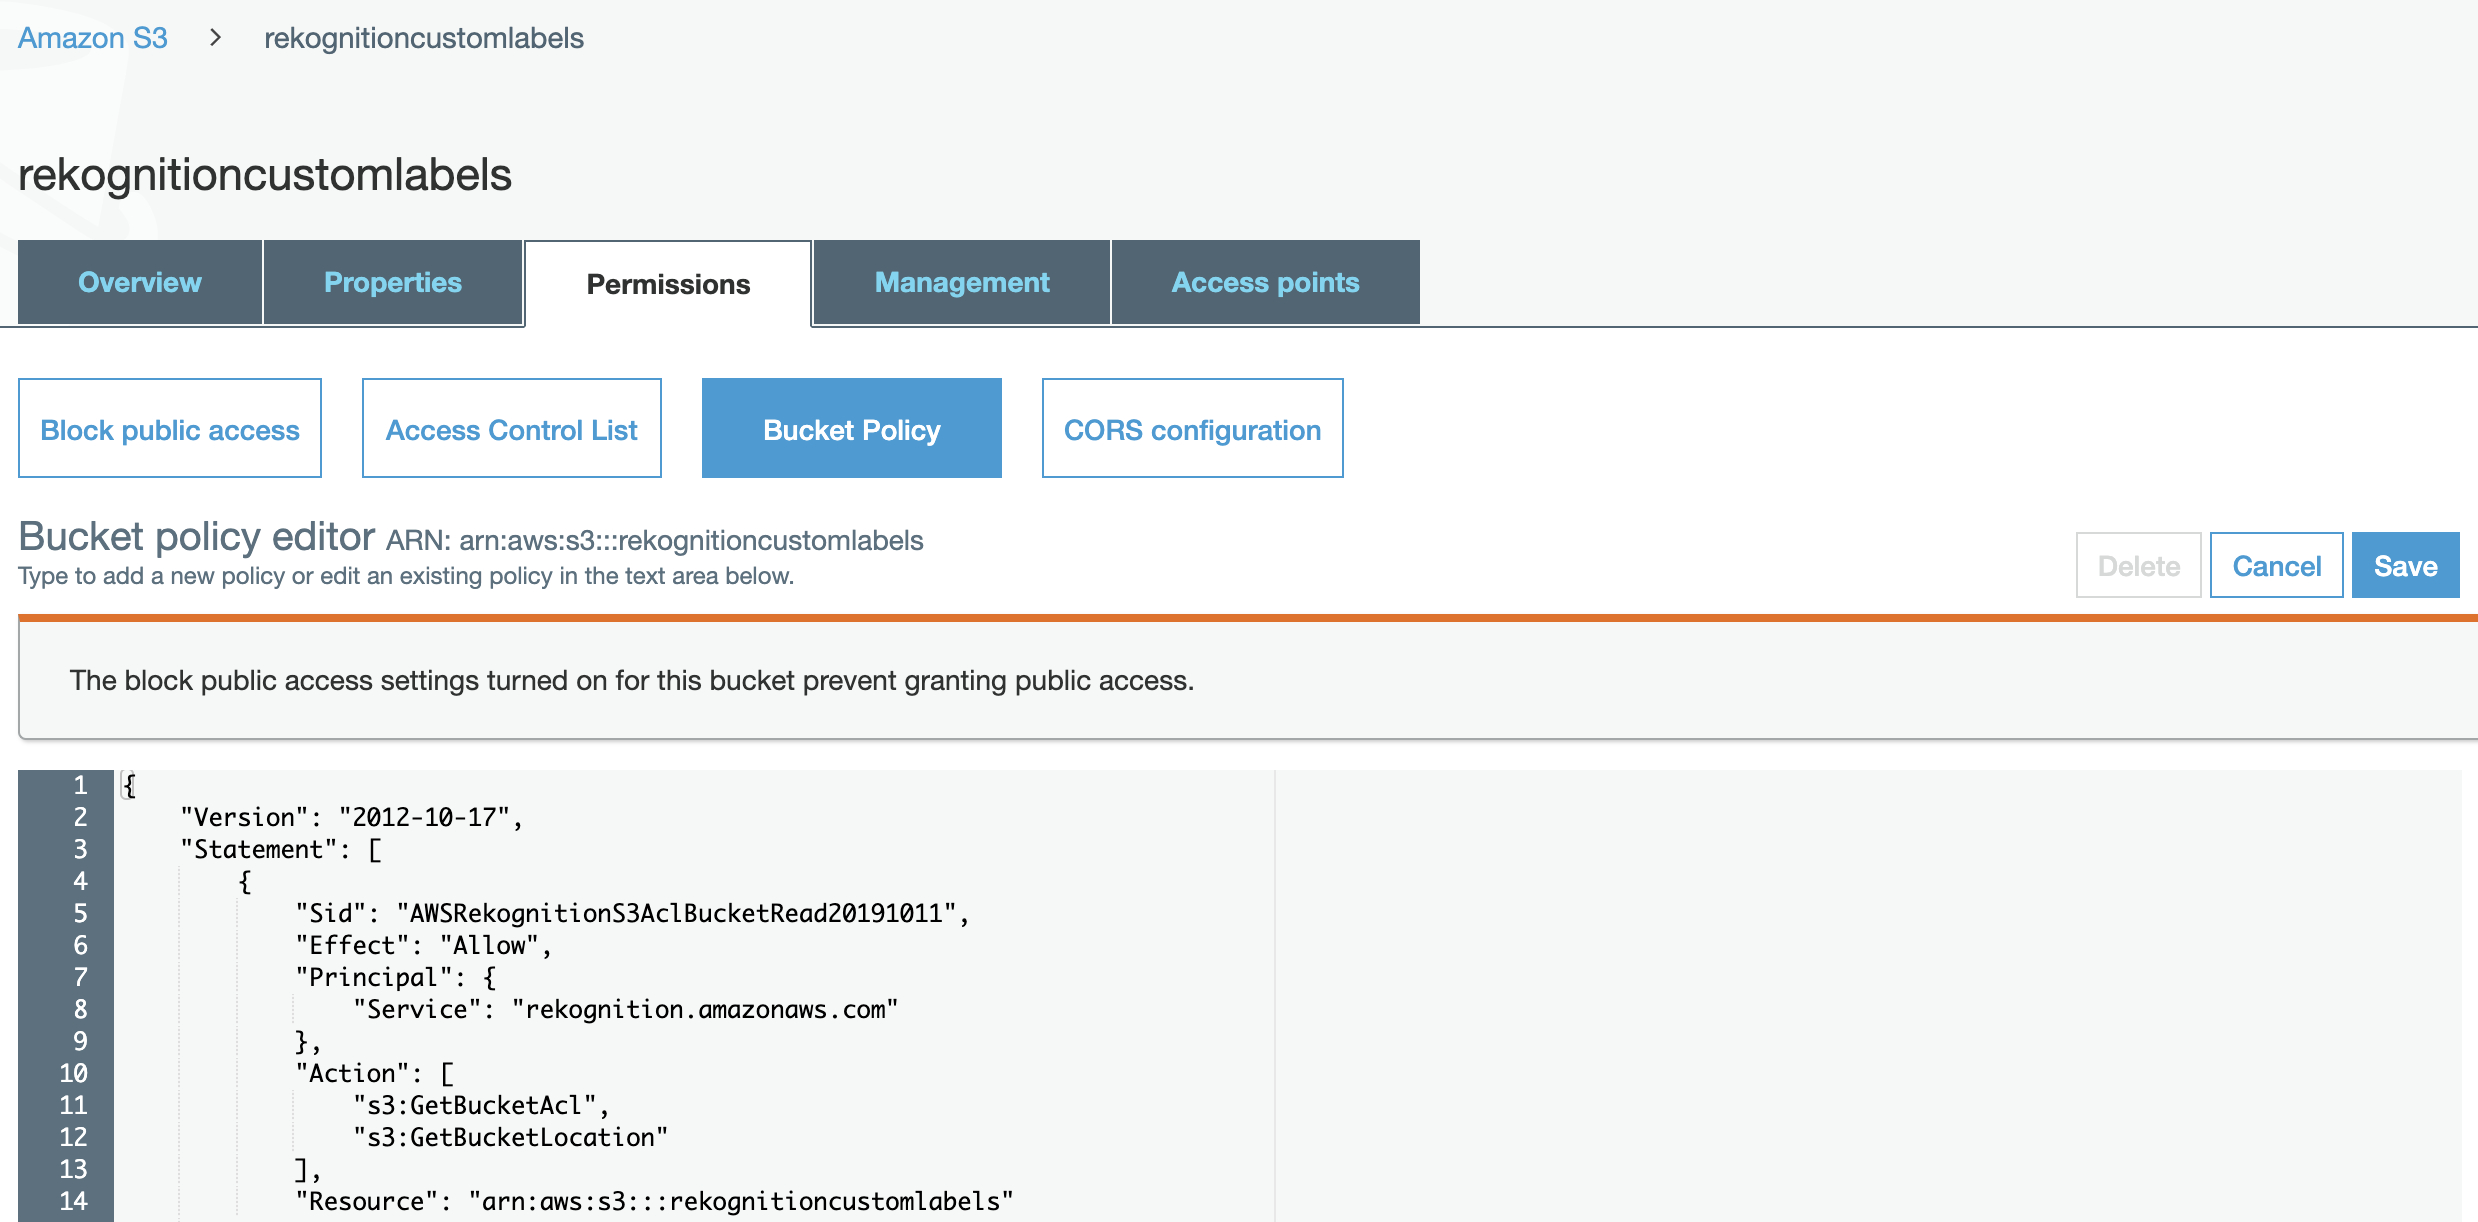 Amazon S3 > rekognitioncustomlabels
rekognitioncustomlabels
Overview Properties Permissions Management Access points
Block public access Access Control List Bucket Policy CORS configuration
Bucket policy editor ARN: arn:aws:s3:::rekognitioncustomlabels
Type to add a new policy or edit an existing policy in the text area below.
Delete Cancel Save
The block public access settings turned on for this bucket prevent granting public access.
1 {
2 "Version": "2012-10-17",
3 "Statement": [
4 {
5 "Sid": "AWSRekognitionS3AclBucketRead20191011",
6 "Effect": "Allow",
7 "Principal": {
8 "Service": "rekognition.amazonaws.com"
9 },
10 "Action": [
11 "s3:GetBucketAcl",
12 "s3:GetBucketLocation"
13 ],
14 "Resource": "arn:aws:s3:::rekognitioncustomlabels"